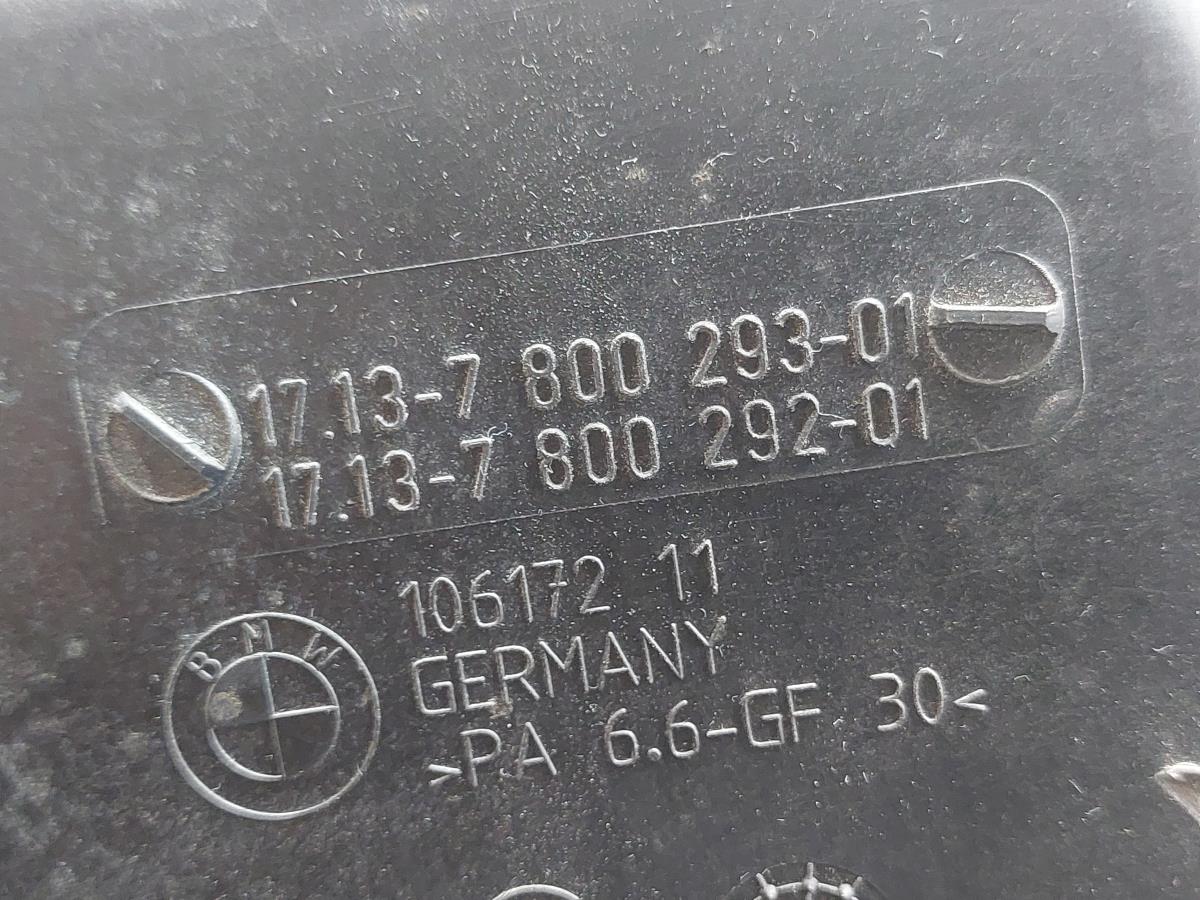 17.13-7 800 293-01
17.13-7 800 292-01
106172 11
GERMANY
BMW
>PA 6.6-GF 30<